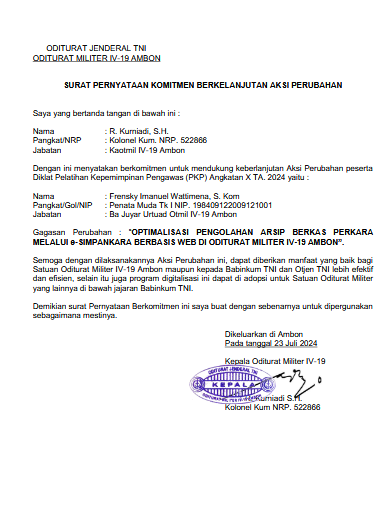 ODITURAT JENDERAL TNI
ODITURAT MILITER IV-19 AMBON
SURAT PERNYATAAN KOMITMEN BERKELANJUTAN AKSI PERUBAHAN
Saya yang bertanda tangan di bawah ini :
Nama : R. Kurniadi, S.H.
Pangkat/NRP : Kolonel Kum. NRP. 522866
Jabatan : Kaotmil IV-19 Ambon
Dengan ini menyatakan berkomitmen untuk mendukung keberlanjutan Aksi Perubahan peserta
Diklat Pelatihan Kepemimpinan Pengawas (PKP) Angkatan X TA. 2024 yaitu :
Nama : Frensky Imanuel Wattimena, S. Kom
Pangkat/Gol/NIP : Penata Muda Tk I NIP. 198409122009121001
Jabatan : Ba Juyar Urtuad Otmil IV-19 Ambon
Gagasan Perubahan : "OPTIMALISASI PENGOLAHAN ARSIP BERKAS PERKARA
MELALUI e-SIMPANKARA BERBASIS WEB DI ODITURAT MILITER IV-19 AMBON".
Semoga dengan dilaksanakannya Aksi Perubahan ini, dapat diberikan manfaat yang baik bagi
Satuan Oditurat Militer IV-19 Ambon maupun kepada Babinkum TNI dan Otjen TNI lebih efektif
dan efisien, selain itu juga program digitalisasi ini dapat di adopsi untuk Satuan Oditurat Militer
yang lainnya di bawah jajaran Babinkum TNI.
Demikian surat Pernyataan Berkomitmen ini saya buat dengan sebenarnya untuk dipergunakan
sebagaimana mestinya.
Dikeluarkan di Ambon
Pada tanggal 23 Juli 2024
Kepala Oditurat Militer IV-19
ODITURAT JENDERAL TNI
KEPALA
Kurniadi S.H.
Kolonel Kum NRP. 522866